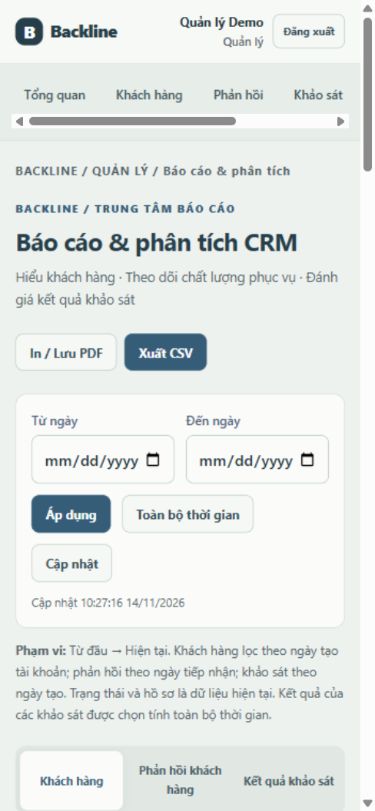 B Backline
Quản lý Demo
Quản lý
Đăng xuất
Tổng quan Khách hàng Phản hồi Khảo sát
BACKLINE / QUẢN LÝ / Báo cáo & phân tích
BACKLINE / TRUNG TÂM BÁO CÁO
Báo cáo & phân tích CRM
Hiểu khách hàng · Theo dõi chất lượng phục vụ · Đánh
giá kết quả khảo sát
In / Lưu PDF Xuất CSV
Từ ngày Đến ngày
mm/dd/yyyy mm/dd/yyyy
Áp dụng Toàn bộ thời gian
Cập nhật
Cập nhật 10:27:16 14/11/2026
Phạm vi: Từ đầu → Hiện tại. Khách hàng lọc theo ngày tạo
tài khoản; phản hồi theo ngày tiếp nhận; khảo sát theo
ngày tạo. Trạng thái và hồ sơ là dữ liệu hiện tại. Kết quả của
các khảo sát được chọn tính toàn bộ thời gian.
Khách hàng
Phản hồi khách
hàng
Kết quả khảo sát